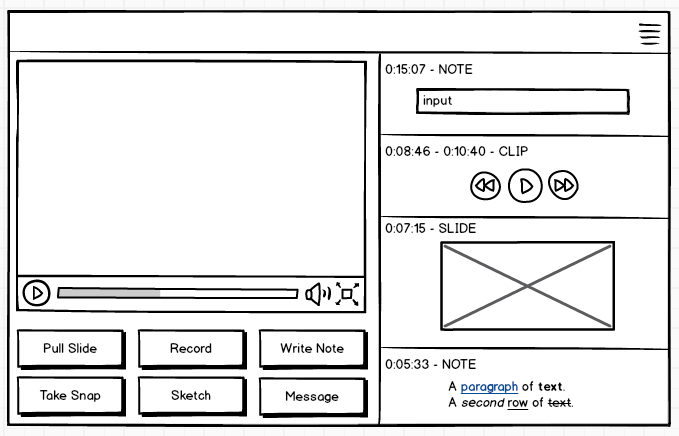 0:15:07 - NOTE
input
0:08:46 - 0:10:40 - CLIP
0:07:15 - SLIDE
0:05:33 - NOTE
A paragraph of text.
A second row of text.
Pull Slide
Record
Write Note
Take Snap
Sketch
Message